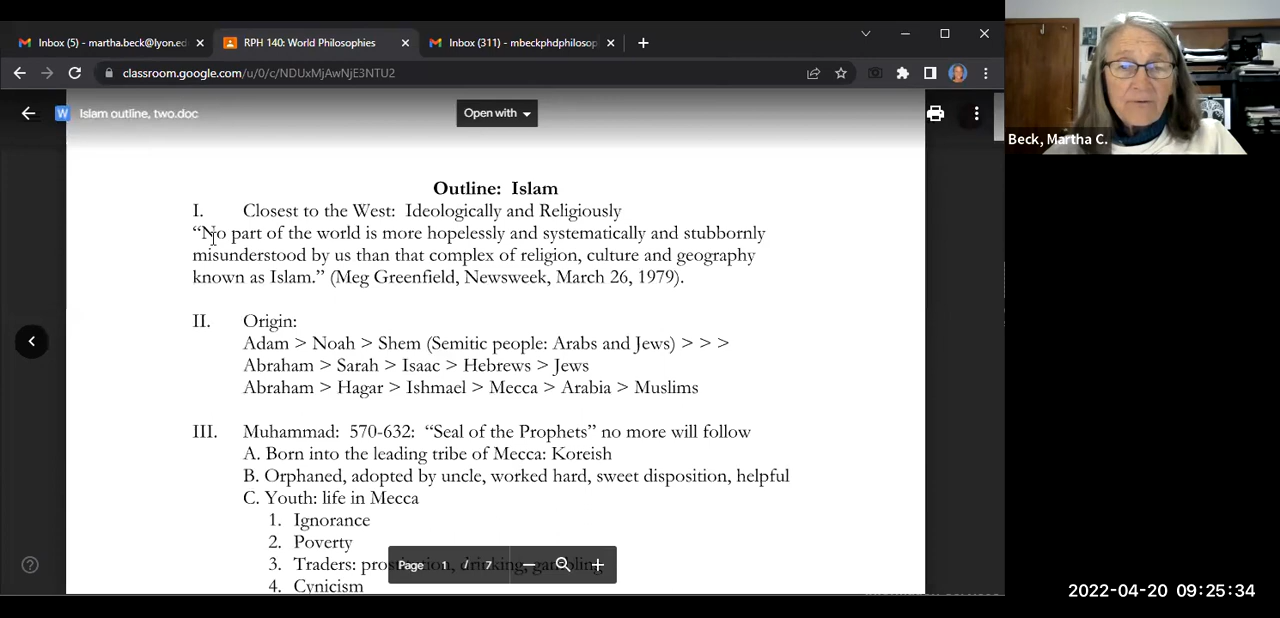 Inbox (5) - martha.beck@lyon.ed
RPH 140: World Philosophies
Inbox (311) - mbeckphdphilosop
classroom.google.com/u/0/c/NDUxMjAwNjE3NTU2
Islam outline, two.doc
Open with
Beck, Martha C.
Outline: Islam
I. Closest to the West: Ideologically and Religiously
“No part of the world is more hopelessly and systematically and stubbornly
misunderstood by us than that complex of religion, culture and geography
known as Islam.” (Meg Greenfield, Newsweek, March 26, 1979).
II. Origin:
Adam > Noah > Shem (Semitic people: Arabs and Jews) > > >
Abraham > Sarah > Isaac > Hebrews > Jews
Abraham > Hagar > Ishmael > Mecca > Arabia > Muslims
III. Muhammad: 570-632: “Seal of the Prophets” no more will follow
A. Born into the leading tribe of Mecca: Koreish
B. Orphaned, adopted by uncle, worked hard, sweet disposition, helpful
C. Youth: life in Mecca
1. Ignorance
2. Poverty
3. Traders: prostitution, drinking, gambling
4. Cynicism
Page 1 / 7
2022-04-20 09:25:34